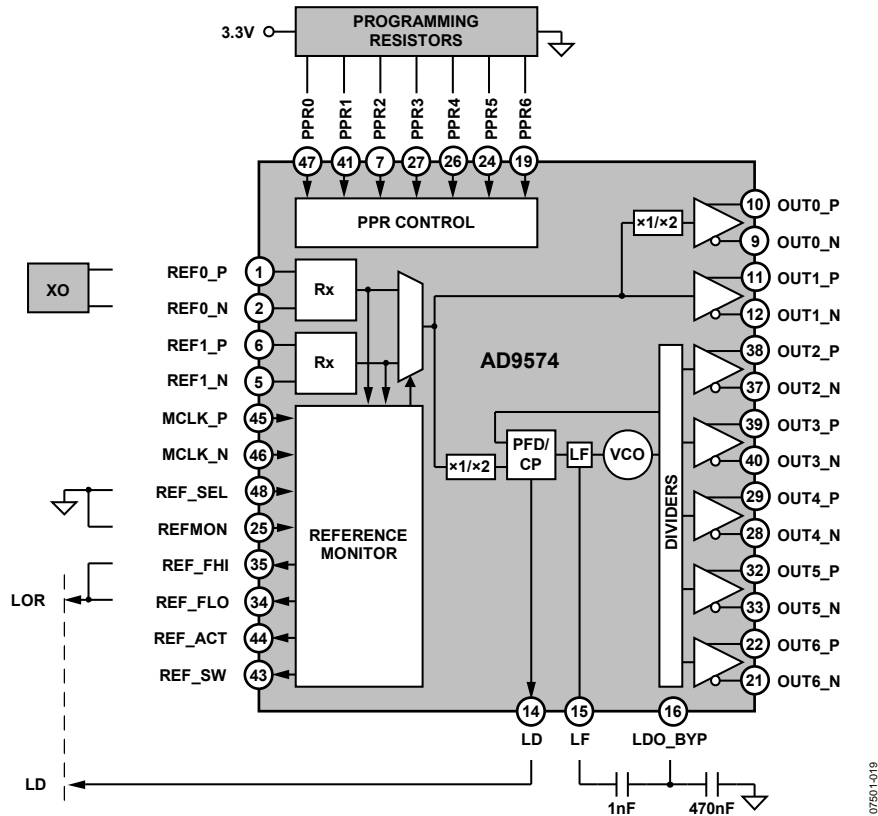 PROGRAMMING
RESISTORS
3.3V
PPR0
PPR1
PPR2
PPR3
PPR4
PPR5
PPR6
47
41
7
27
26
24
19
PPR CONTROL
XO
REF0_P 1
REF0_N 2
REF1_P 6
REF1_N 5
MCLK_P 45
MCLK_N 46
REF_SEL 48
REFMON 25
REF_FHI 35
REF_FLO 34
REF_ACT 44
REF_SW 43
LOR
LD
Rx
Rx
REFERENCE
MONITOR
AD9574
×1/×2
×1/×2
PFD/
CP
LF
VCO
DIVIDERS
10 OUT0_P
9 OUT0_N
11 OUT1_P
12 OUT1_N
38 OUT2_P
37 OUT2_N
39 OUT3_P
40 OUT3_N
29 OUT4_P
28 OUT4_N
32 OUT5_P
33 OUT5_N
22 OUT6_P
21 OUT6_N
14
15
16
LD
LF
LDO_BYP
1nF
470nF
07501-019